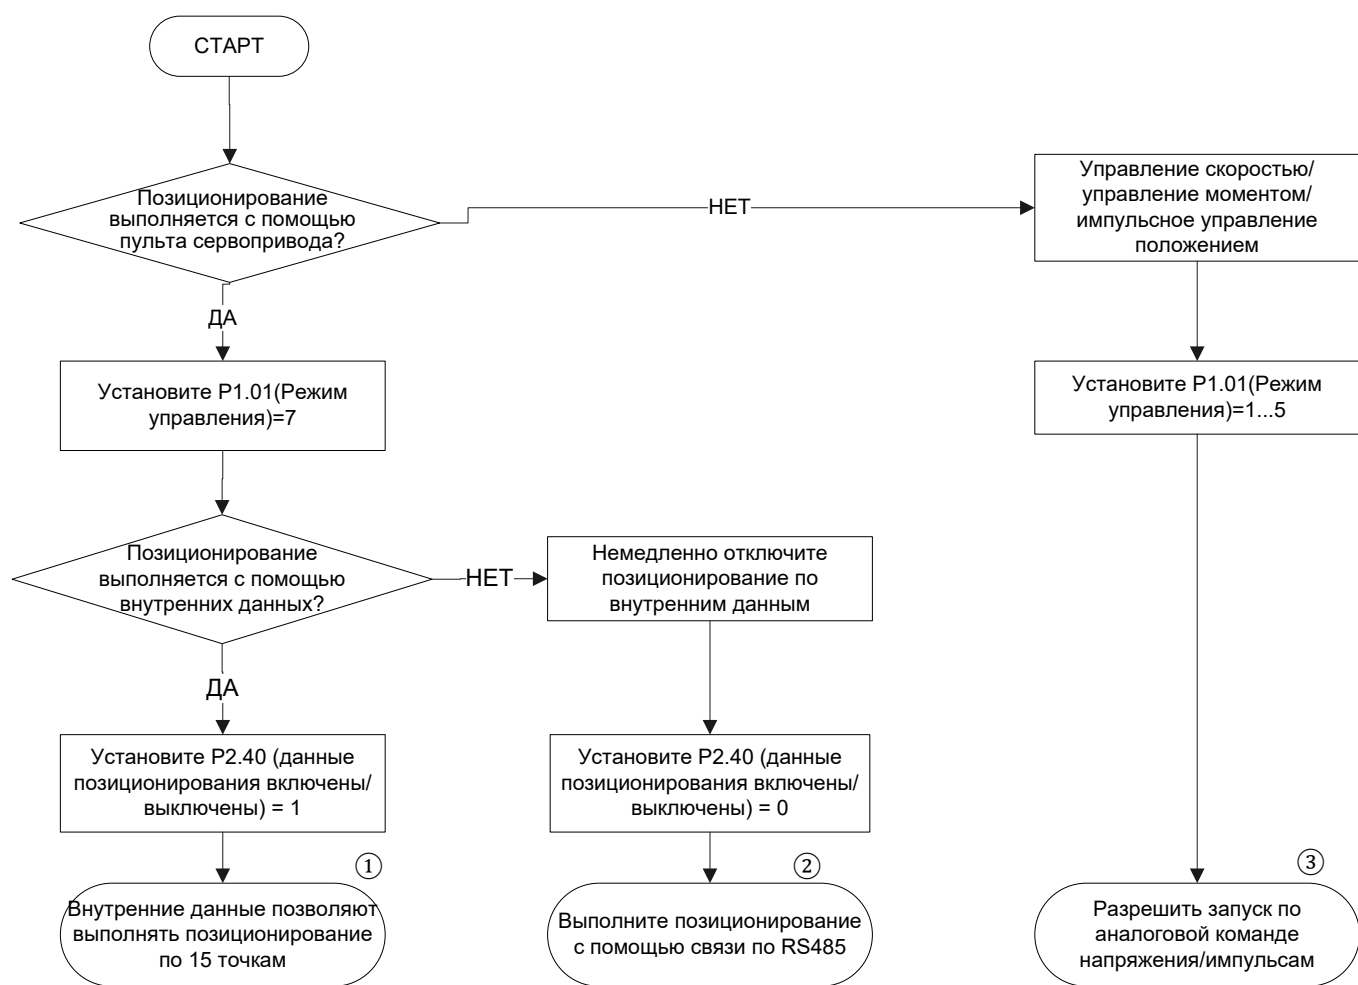 СТАРТ
Позиционирование
выполняется с помощью
пульта сервопривода?
НЕТ
Управление скоростью/
управление моментом/
импульсное управление
положением
ДА
Установите P1.01(Режим
управления)=7
Установите P1.01(Режим
управления)=1...5
Позиционирование
выполняется с помощью
внутренних данных?
НЕТ
Немедленно отключите
позиционирование по
внутренним данным
ДА
Установите P2.40 (данные
позиционирования включены/
выключены) = 1
Установите P2.40 (данные
позиционирования включены/
выключены) = 0
①
Внутренние данные позволяют
выполнять позиционирование
по 15 точкам
②
Выполните позиционирование
с помощью связи по RS485
③
Разрешить запуск по
аналоговой команде
напряжения/импульсам